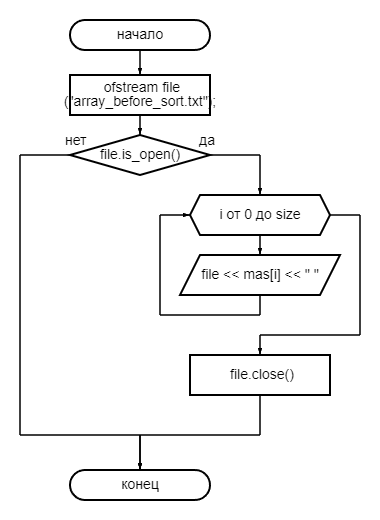 начало
ofstream file
("array_before_sort.txt");
нет
да
file.is_open()
i от 0 до size
file << mas[i] << " "
file.close()
конец